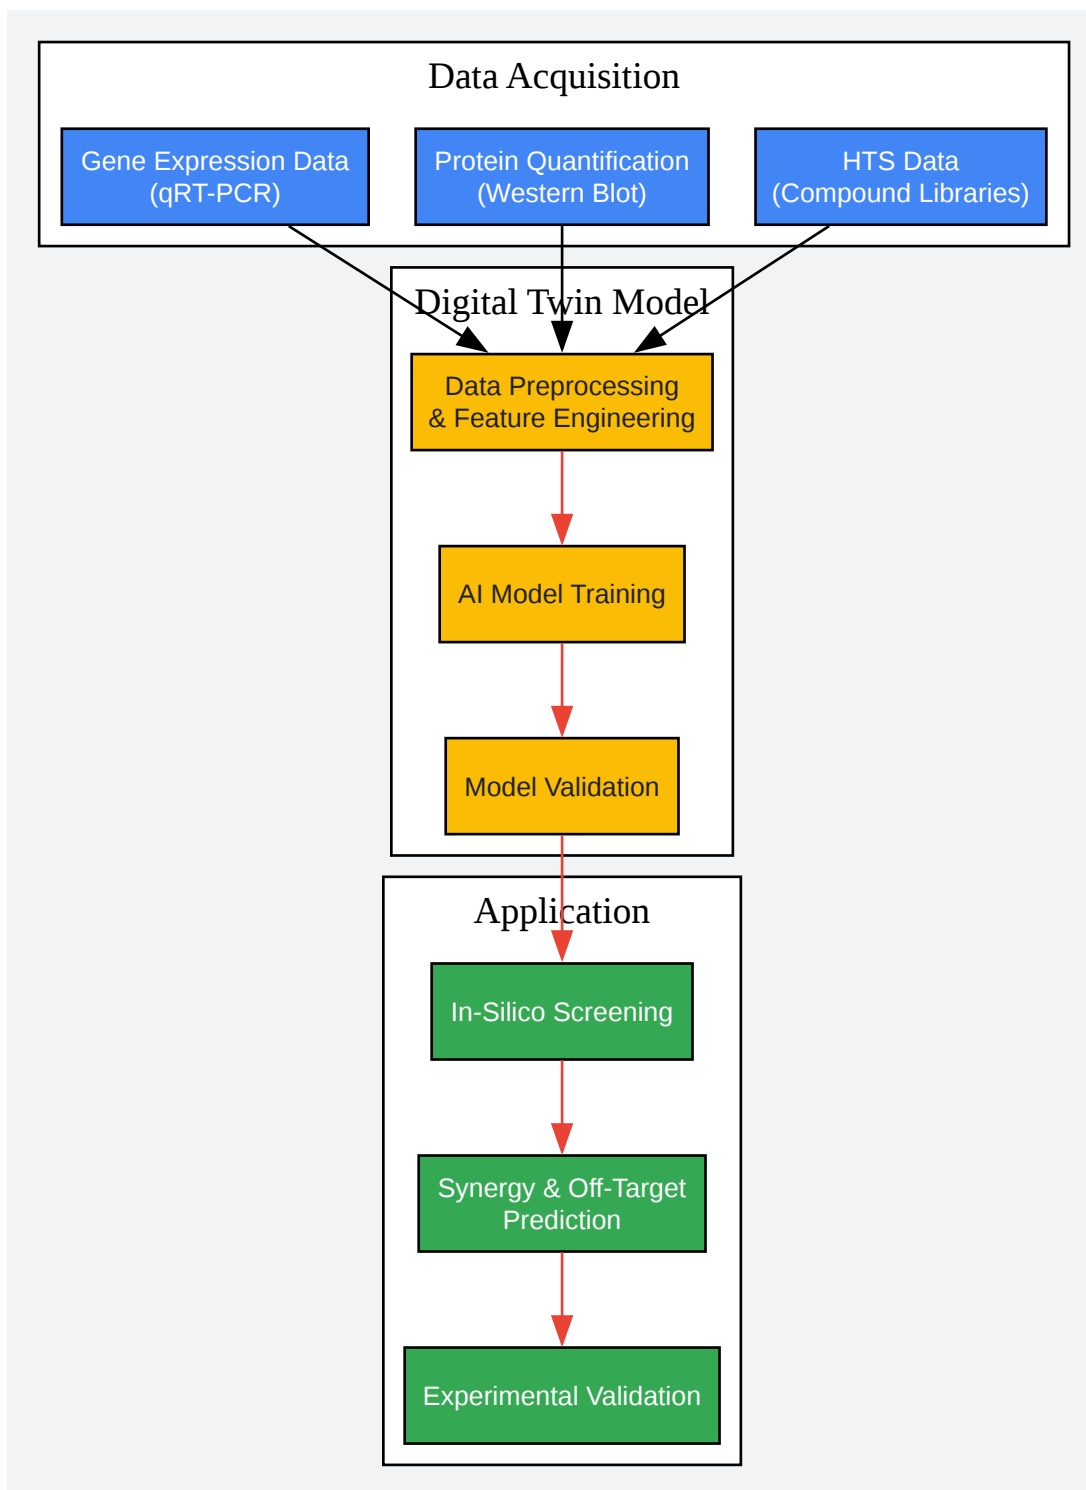 Data Acquisition
Gene Expression Data
(qRT-PCR)
Protein Quantification
(Western Blot)
HTS Data
(Compound Libraries)
Digital Twin Model
Data Preprocessing
& Feature Engineering
AI Model Training
Model Validation
Application
In-Silico Screening
Synergy & Off-Target
Prediction
Experimental Validation